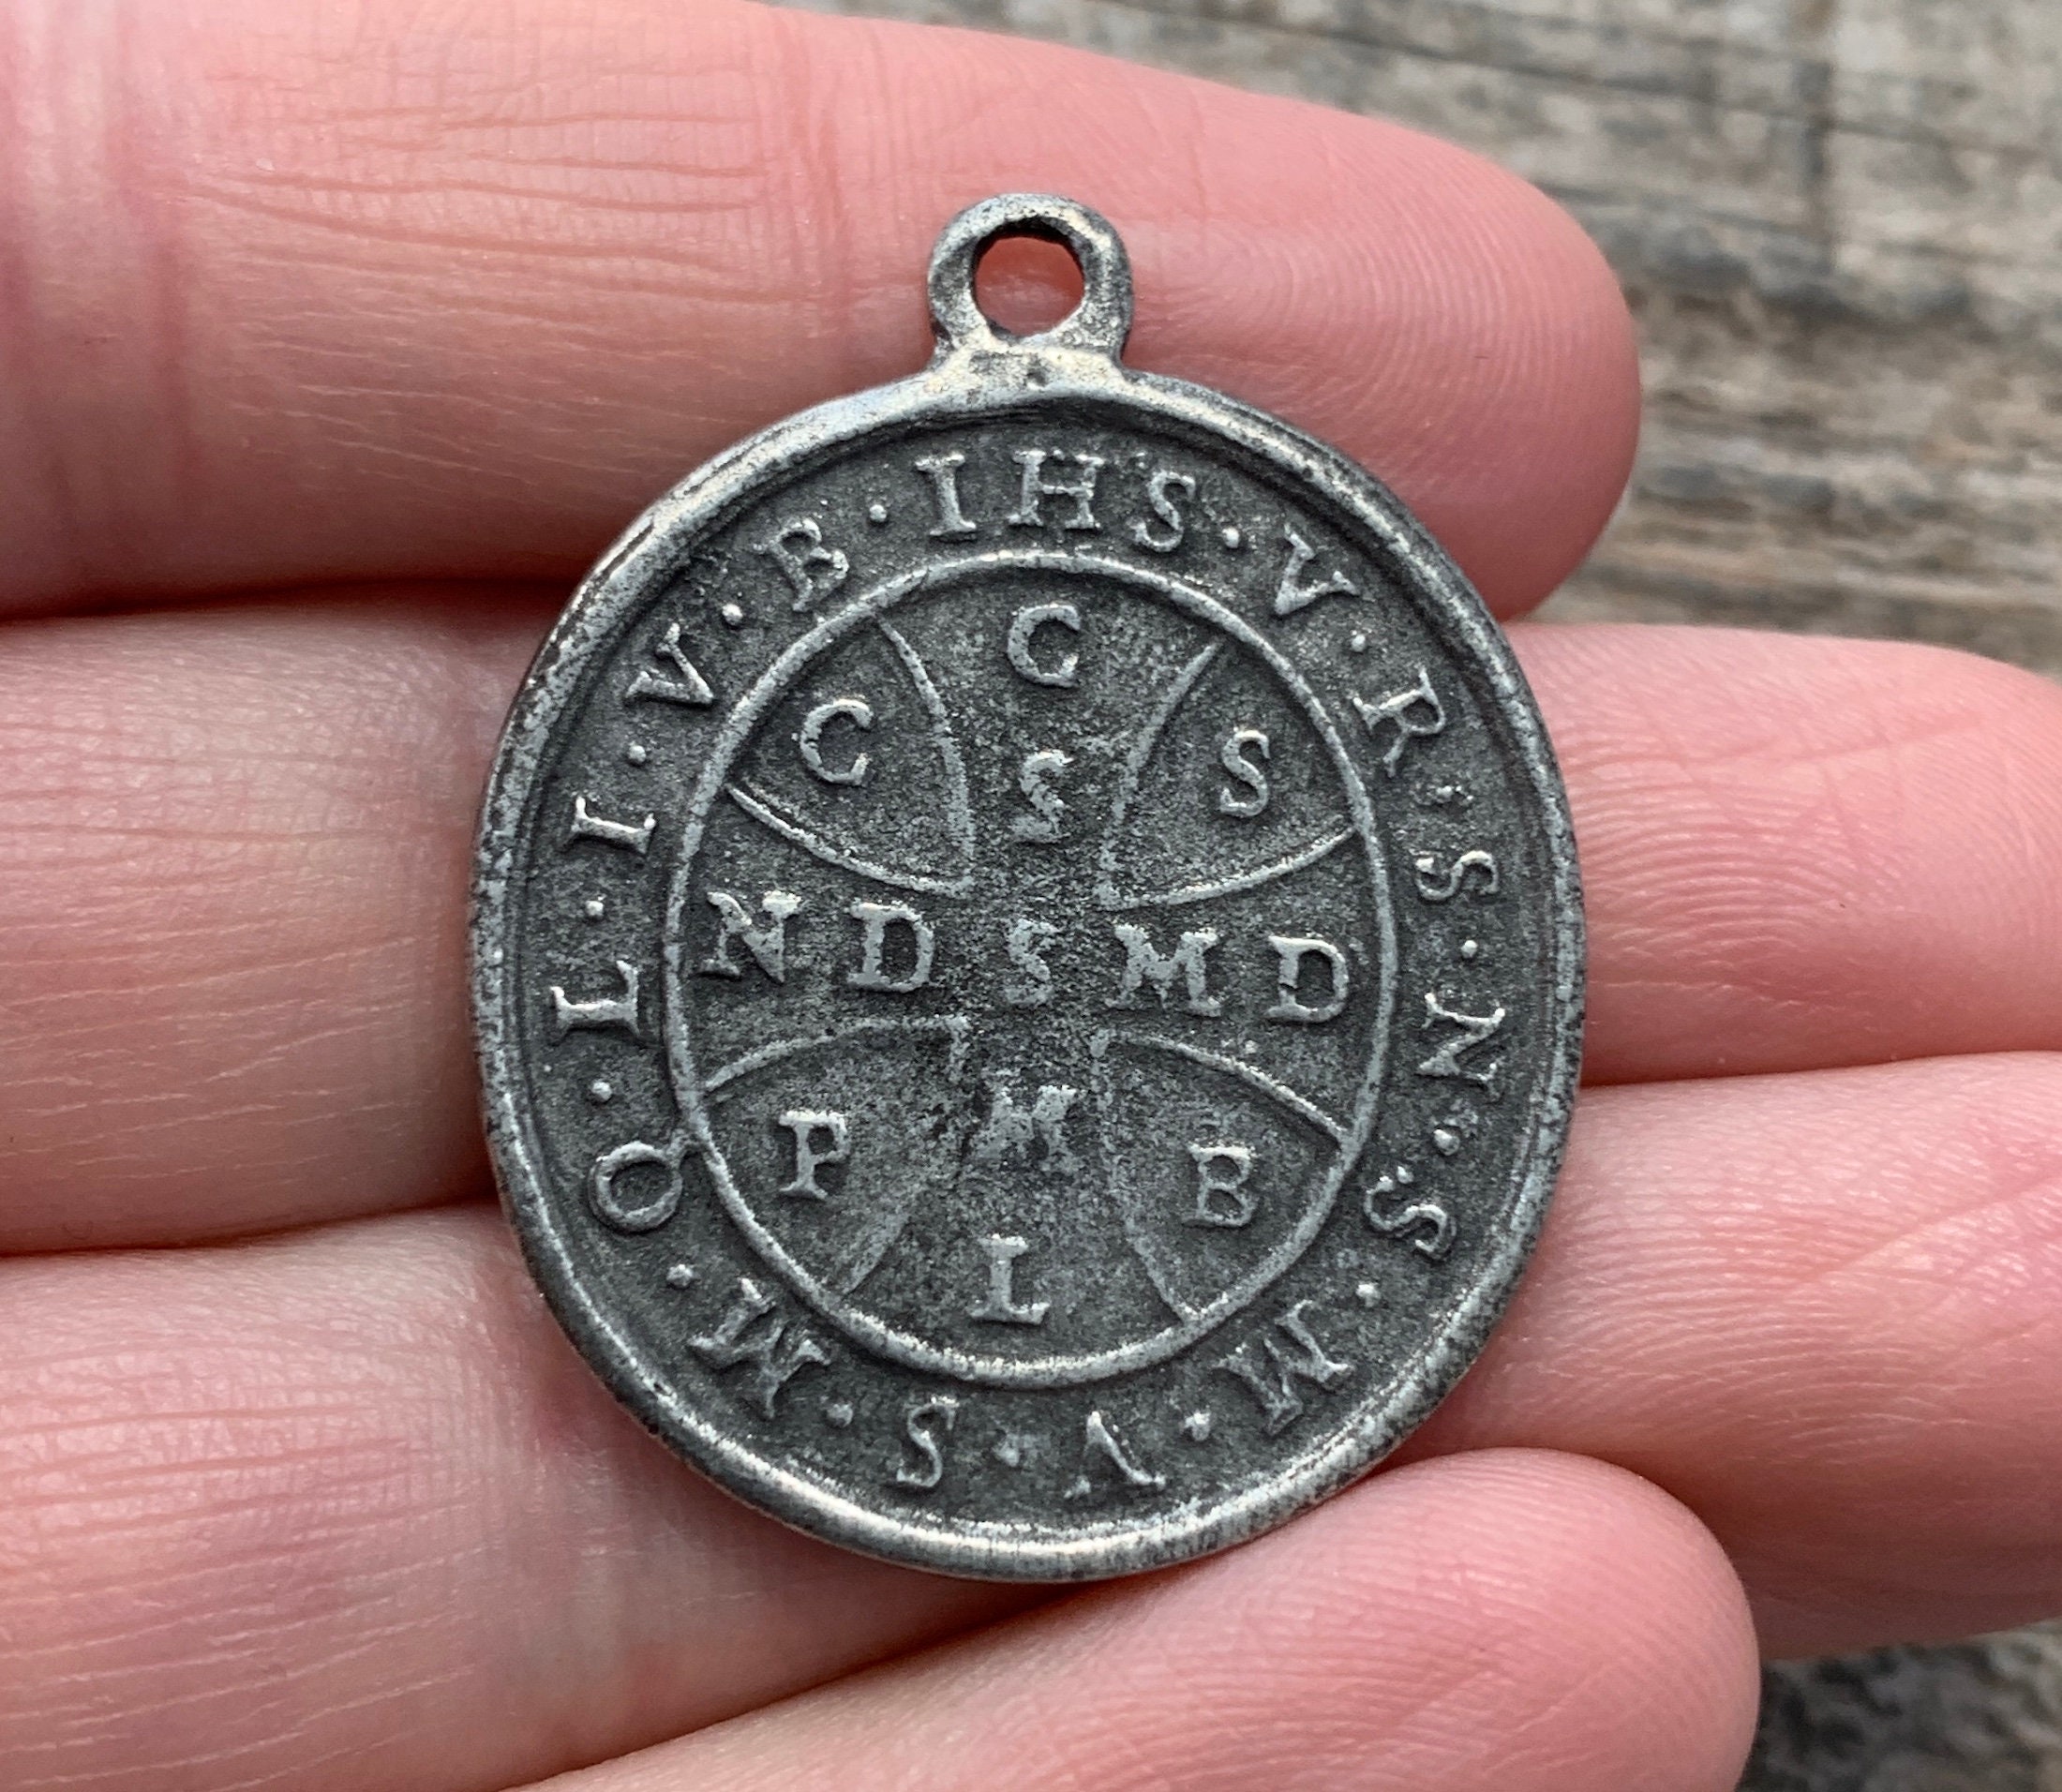 IHS · V · R · S · N · S · M · V · S · M · Q · L · I · V · B ·
C
C S
S
N D S M D
M
P B
L